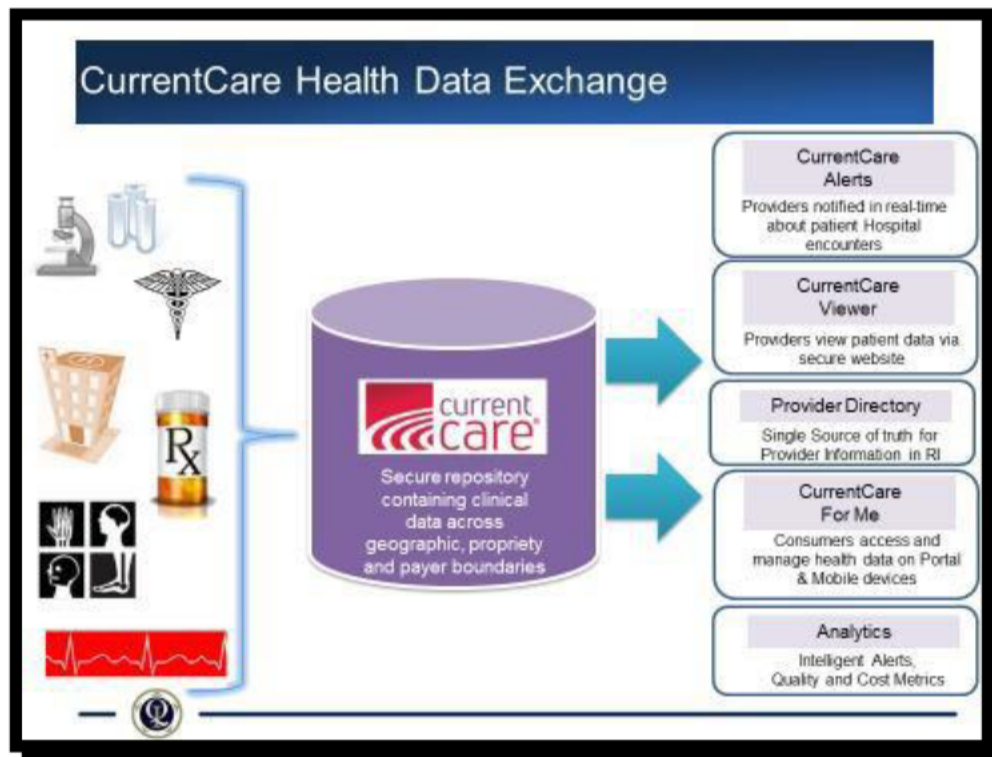 CurrentCare Health Data Exchange
Rx
current
care®
Secure repository
containing clinical
data across
geographic, propriety
and payer boundaries
CurrentCare
Alerts
Providers notified in real-time
about patient Hospital
encounters
CurrentCare
Viewer
Providers view patient data via
secure website
Provider Directory
Single Source of truth for
Provider Information in RI
CurrentCare
For Me
Consumers access and
manage health data on Portal
& Mobile devices
Analytics
Intelligent Alerts,
Quality and Cost Metrics